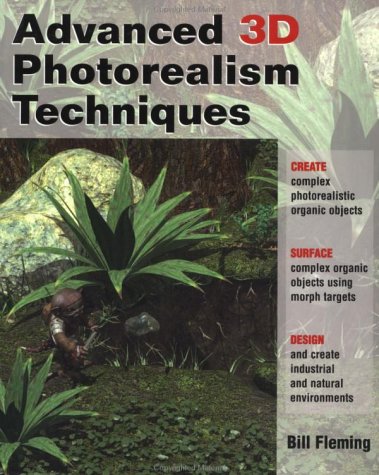 Advanced 3D
Photorealism
Techniques
CREATE
complex
photorealistic
organic objects
SURFACE
complex organic
objects using
morph targets
DESIGN
and create
industrial
and natural
environments
Bill Fleming